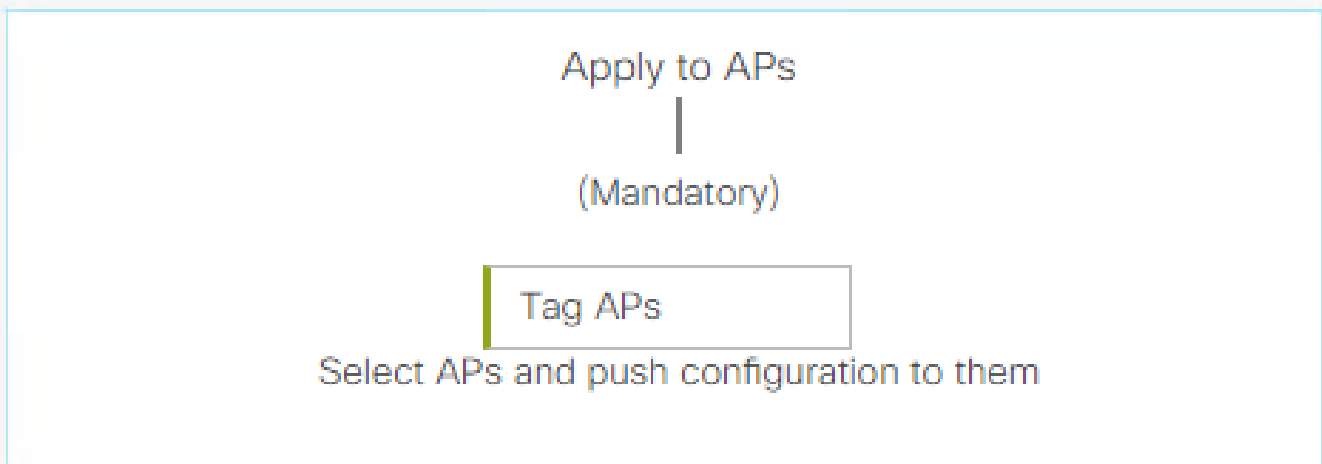 Apply to APs
(Mandatory)
Tag APs
Select APs and push configuration to them